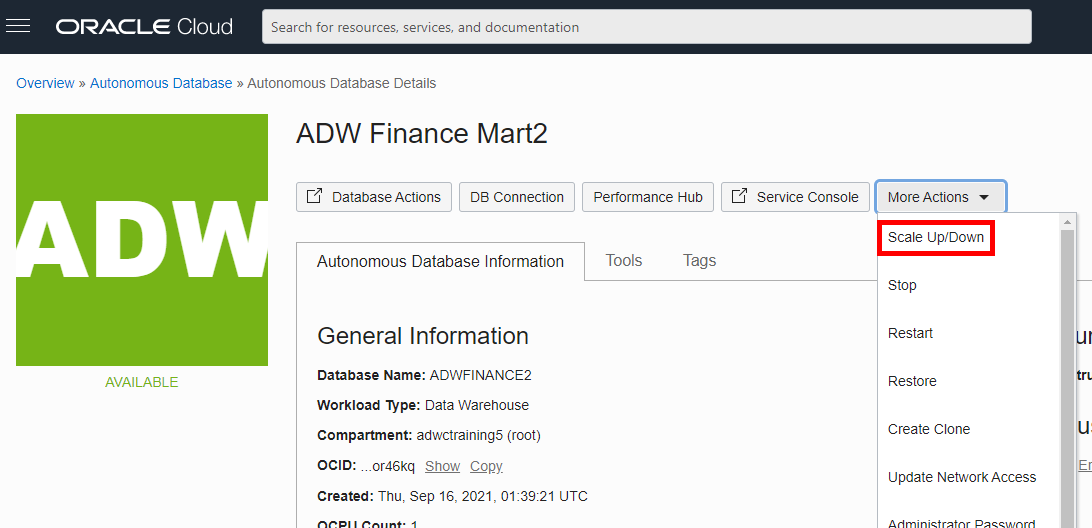 ORACLE Cloud
Search for resources, services, and documentation
Overview » Autonomous Database » Autonomous Database Details
ADW
AVAILABLE
ADW Finance Mart2
Database Actions
DB Connection
Performance Hub
Service Console
More Actions
Scale Up/Down
Stop
Restart
Restore
Create Clone
Update Network Access
Administrator Password
Autonomous Database Information
Tools
Tags
General Information
Database Name: ADWFINANCE2
Workload Type: Data Warehouse
Compartment: adwctraining5 (root)
OCID: ...or46kq Show Copy
Created: Thu, Sep 16, 2021, 01:39:21 UTC
OCPU Count: 1